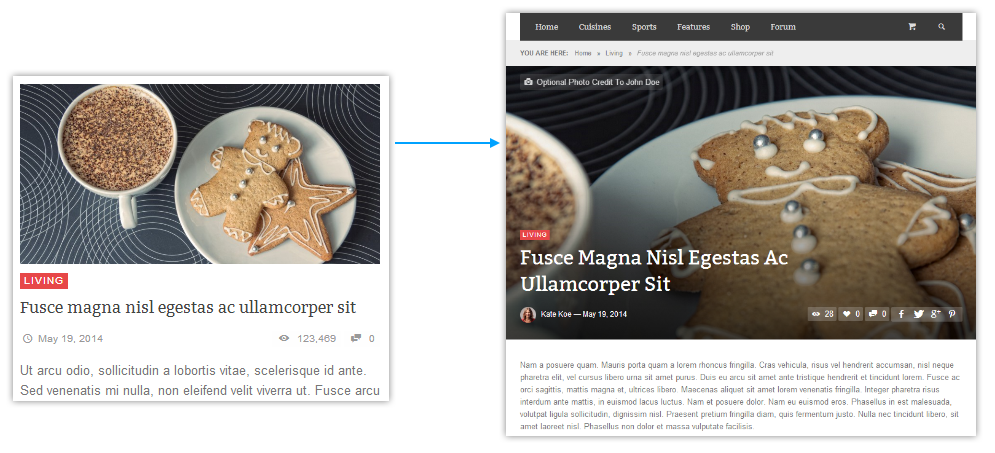 LIVING
Fusce magna nisl egestas ac ullamcorper sit
May 19, 2014 123,469 0
Ut arcu odio, sollicitudin a lobortis vitae, scelerisque id ante.
Sed venenatis mi nulla, non eleifend velit viverra ut. Fusce arcu
Home Cuisines Sports Features Shop Forum
YOU ARE HERE: Home » Living » Fusce magna nisl egestas ac ullamcorper sit
Optional Photo Credit To John Doe
LIVING
Fusce Magna Nisl Egestas Ac
Ullamcorper Sit
Kate Koe — May 19, 2014 28 0 0
Nam a posuere quam. Mauris porta quam a lorem rhoncus fringilla. Cras vehicula, risus vel hendrerit accumsan, nisl neque
pharetra elit, vel cursus libero urna sit amet purus. Duis eu arcu sit amet ante tristique hendrerit et tincidunt lorem. Fusce ac
orci sagittis, mattis magna et, ultrices libero. Maecenas aliquet sit amet lorem venenatis fringilla. Integer pharetra risus
interdum ante mattis, in euismod lacus luctus. Nam et posuere dolor. Nam eu euismod eros. Phasellus in est malesuada,
volutpat ligula sollicitudin, dignissim nisl. Praesent pretium fringilla diam, quis fermentum justo. Nulla nec tincidunt libero, sit
amet laoreet nisl. Phasellus non dolor et massa vulputate facilisis.